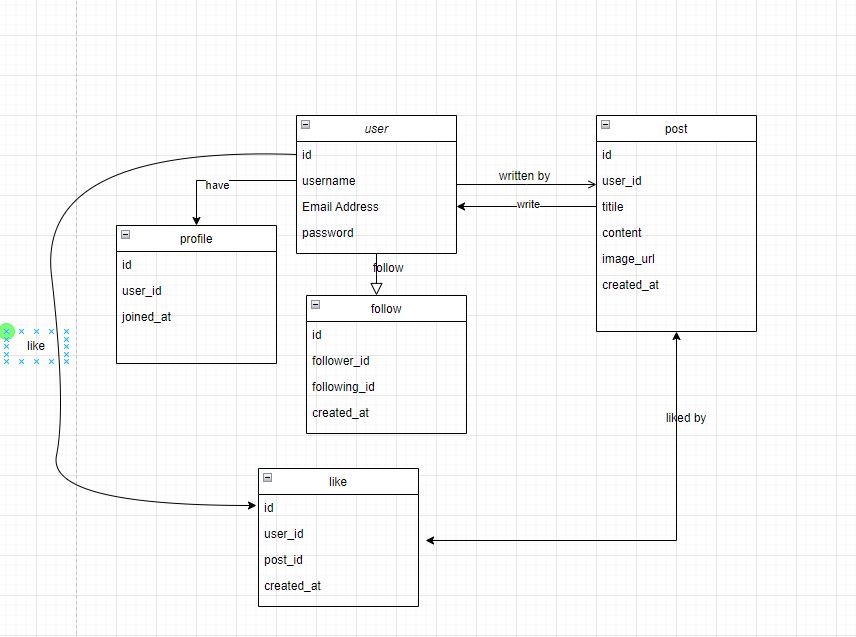 user
id
username
Email Address
password
post
id
user_id
titile
content
image_url
created_at
written by
write
have
profile
id
user_id
joined_at
follow
follow
id
follower_id
following_id
created_at
like
liked by
like
id
user_id
post_id
created_at